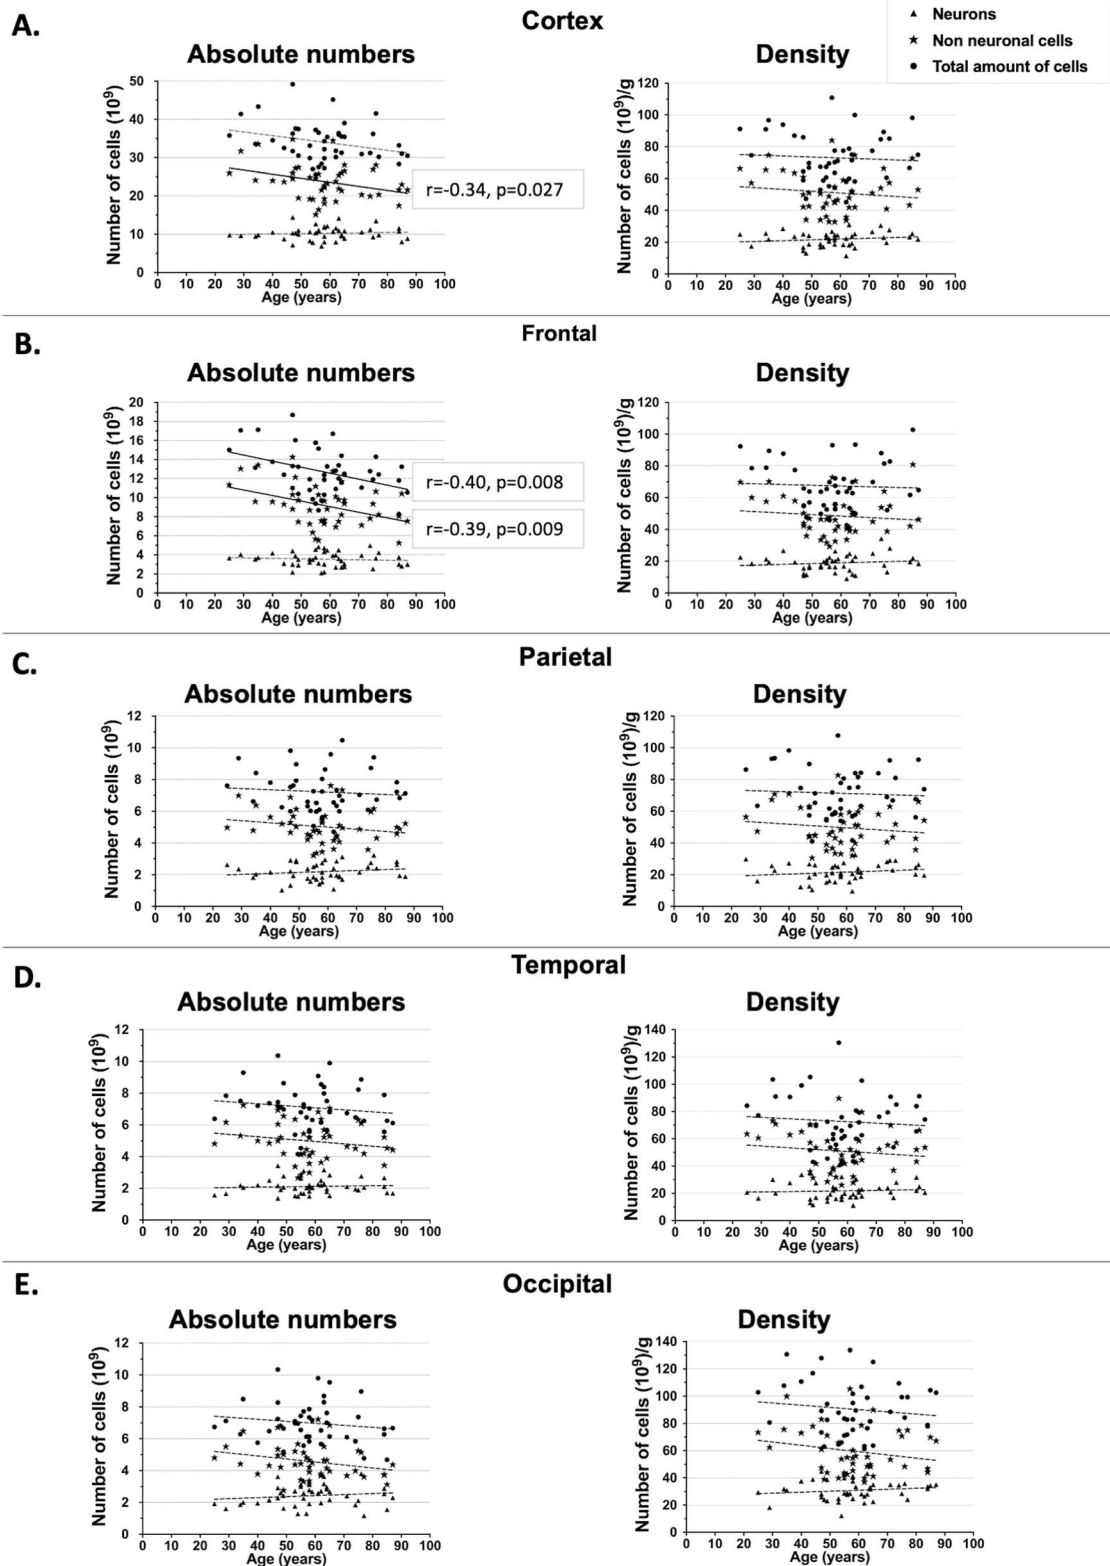 A.
Cortex
Neurons
Non neuronal cells
Total amount of cells
Absolute numbers
Density
Number of cells (10⁹)
50
40
30
20
10
0
r=-0.34, p=0.027
0 10 20 30 40 50 60 70 80 90 100
Age (years)
Number of cells (10⁹)/g
120
100
80
60
40
20
0
0 10 20 30 40 50 60 70 80 90 100
Age (years)
B.
Frontal
Absolute numbers
Density
Number of cells (10⁹)
20
18
16
14
12
10
8
6
4
2
0
r=-0.40, p=0.008
r=-0.39, p=0.009
0 10 20 30 40 50 60 70 80 90 100
Age (years)
Number of cells (10⁹)/g
120
100
80
60
40
20
0
0 10 20 30 40 50 60 70 80 90 100
Age (years)
C.
Parietal
Absolute numbers
Density
Number of cells (10⁹)
12
10
8
6
4
2
0
0 10 20 30 40 50 60 70 80 90 100
Age (years)
Number of cells (10⁹)/g
120
100
80
60
40
20
0
0 10 20 30 40 50 60 70 80 90 100
Age (years)
D.
Temporal
Absolute numbers
Density
Number of cells (10⁹)
12
10
8
6
4
2
0
0 10 20 30 40 50 60 70 80 90 100
Age (years)
Number of cells (10⁹)/g
140
120
100
80
60
40
20
0
0 10 20 30 40 50 60 70 80 90 100
Age (years)
E.
Occipital
Absolute numbers
Density
Number of cells (10⁹)
12
10
8
6
4
2
0
0 10 20 30 40 50 60 70 80 90 100
Age (years)
Number of cells (10⁹)/g
140
120
100
80
60
40
20
0
0 10 20 30 40 50 60 70 80 90 100
Age (years)